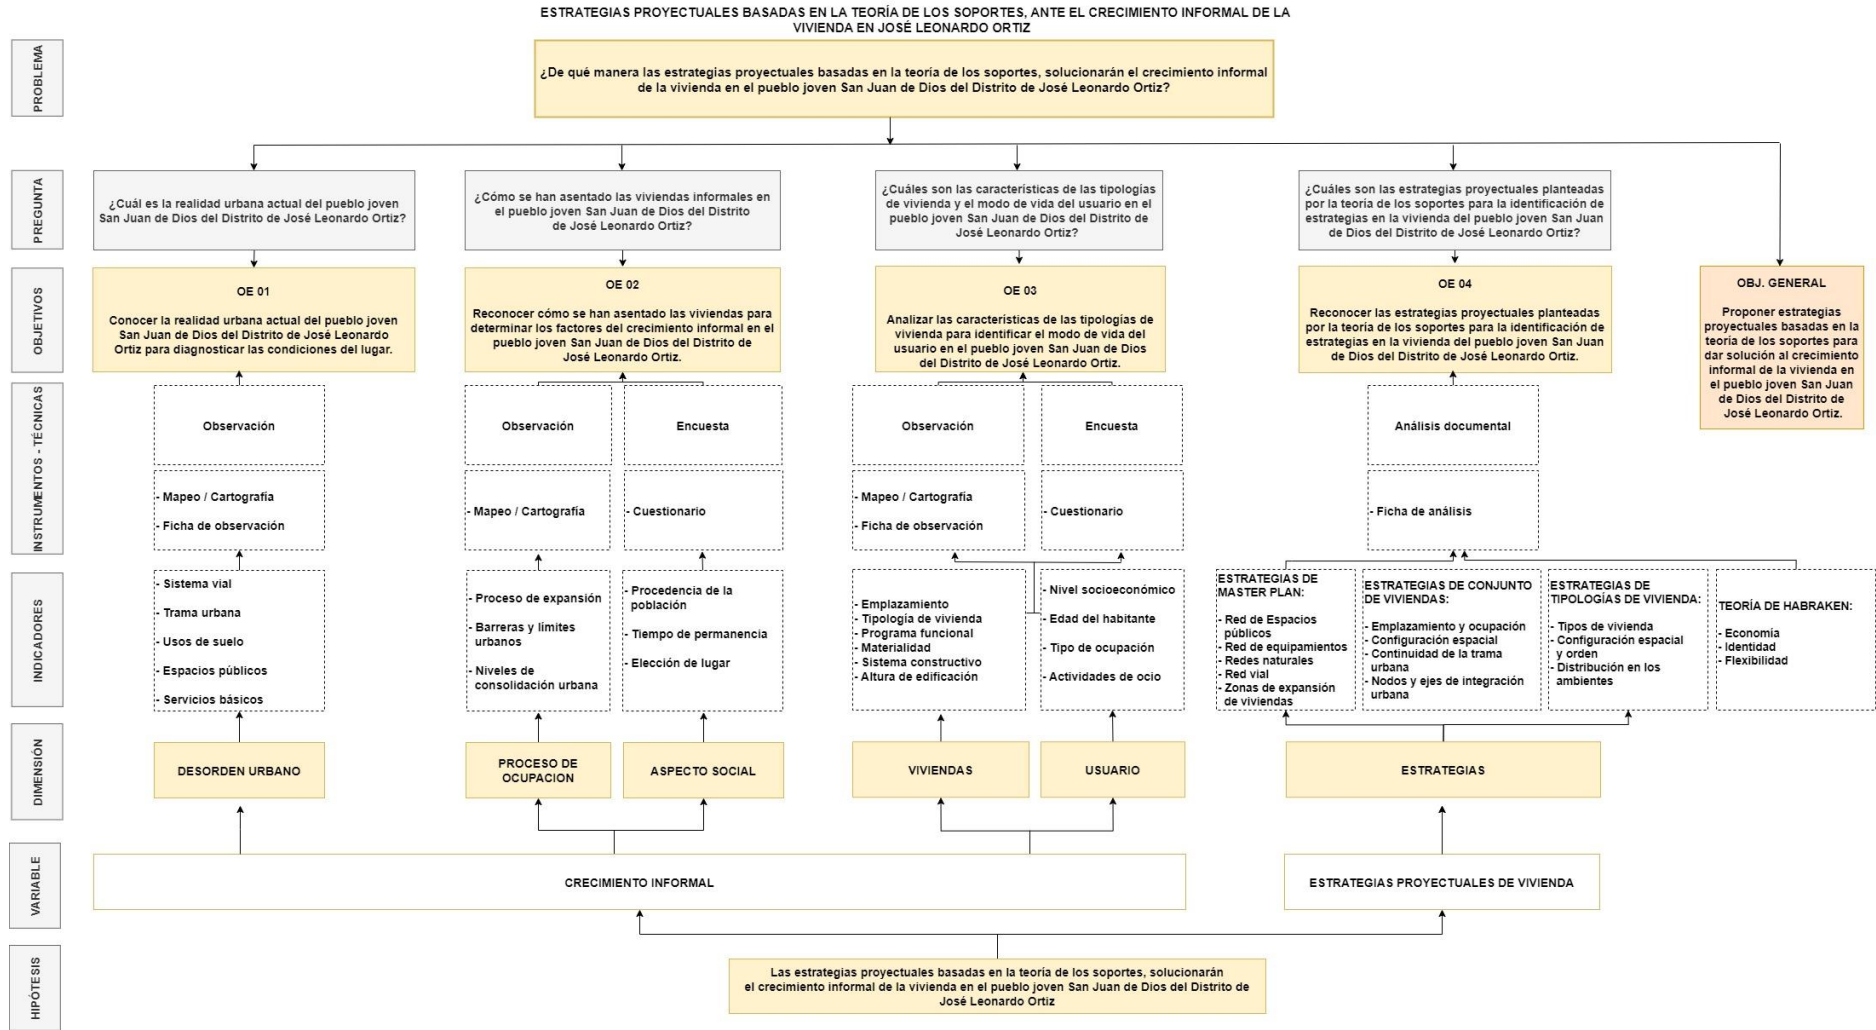 ESTRATEGIAS PROYECTUALES BASADAS EN LA TEORÍA DE LOS SOPORTES, ANTE EL CRECIMIENTO INFORMAL DE LA
VIVIENDA EN JOSÉ LEONARDO ORTIZ
PROBLEMA
¿De qué manera las estrategias proyectuales basadas en la teoría de los soportes, solucionarán el crecimiento informal
de la vivienda en el pueblo joven San Juan de Dios del Distrito de José Leonardo Ortiz?
PREGUNTA
¿Cuál es la realidad urbana actual del pueblo joven
San Juan de Dios del Distrito de José Leonardo Ortiz?
¿Cómo se han asentado las viviendas informales en
el pueblo joven San Juan de Dios del Distrito
de José Leonardo Ortiz?
¿Cuáles son las características de las tipologías
de vivienda y el modo de vida del usuario en el
pueblo joven San Juan de Dios del Distrito de
José Leonardo Ortiz?
¿Cuáles son las estrategias proyectuales planteadas
por la teoría de los soportes para la identificación de
estrategias en la vivienda del pueblo joven San Juan
de Dios del Distrito de José Leonardo Ortiz?
OBJETIVOS
OE 01
Conocer la realidad urbana actual del pueblo joven
San Juan de Dios del Distrito de José Leonardo
Ortiz para diagnosticar las condiciones del lugar.
OE 02
Reconocer cómo se han asentado las viviendas para
determinar los factores del crecimiento informal en el
pueblo joven San Juan de Dios del Distrito de
José Leonardo Ortiz.
OE 03
Analizar las características de las tipologías de
vivienda para identificar el modo de vida del
usuario en el pueblo joven San Juan de Dios
del Distrito de José Leonardo Ortiz.
OE 04
Reconocer las estrategias proyectuales planteadas
por la teoría de los soportes para la identificación de
estrategias en la vivienda del pueblo joven San Juan
de Dios del Distrito de José Leonardo Ortiz.
OBJ. GENERAL
Proponer estrategias
proyectuales basadas en la
teoría de los soportes para
dar solución al crecimiento
informal de la vivienda en
el pueblo joven San Juan
de Dios del Distrito de
José Leonardo Ortiz.
INSTRUMENTOS - TÉCNICAS
Observación
Observación
Encuesta
Observación
Encuesta
Análisis documental
- Mapeo / Cartografía
- Ficha de observación
- Mapeo / Cartografía
- Cuestionario
- Mapeo / Cartografía
- Ficha de observación
- Cuestionario
- Ficha de análisis
INDICADORES
- Sistema vial
- Trama urbana
- Usos de suelo
- Espacios públicos
- Servicios básicos
- Proceso de expansión
- Barreras y límites
urbanos
- Niveles de
consolidación urbana
- Procedencia de la
población
- Tiempo de permanencia
- Elección de lugar
- Emplazamiento
- Tipología de vivienda
- Programa funcional
- Materialidad
- Sistema constructivo
- Altura de edificación
- Nivel socioeconómico
- Edad del habitante
- Tipo de ocupación
- Actividades de ocio
ESTRATEGIAS DE
MASTER PLAN:
- Red de Espacios
públicos
- Red de equipamientos
- Redes naturales
- Red vial
- Zonas de expansión
de viviendas
ESTRATEGIAS DE CONJUNTO
DE VIVIENDAS:
- Emplazamiento y ocupación
- Configuración espacial
- Continuidad de la trama
urbana
- Nodos y ejes de integración
urbana
ESTRATEGIAS DE
TIPOLOGÍAS DE VIVIENDA:
- Tipos de vivienda
- Configuración espacial
y orden
- Distribución en los
ambientes
TEORÍA DE HABRAKEN:
- Economía
- Identidad
- Flexibilidad
DIMENSIÓN
DESORDEN URBANO
PROCESO DE
OCUPACION
ASPECTO SOCIAL
VIVIENDAS
USUARIO
ESTRATEGIAS
VARIABLE
CRECIMIENTO INFORMAL
ESTRATEGIAS PROYECTUALES DE VIVIENDA
HIPÓTESIS
Las estrategias proyectuales basadas en la teoría de los soportes, solucionarán
el crecimiento informal de la vivienda en el pueblo joven San Juan de Dios del Distrito de
José Leonardo Ortiz